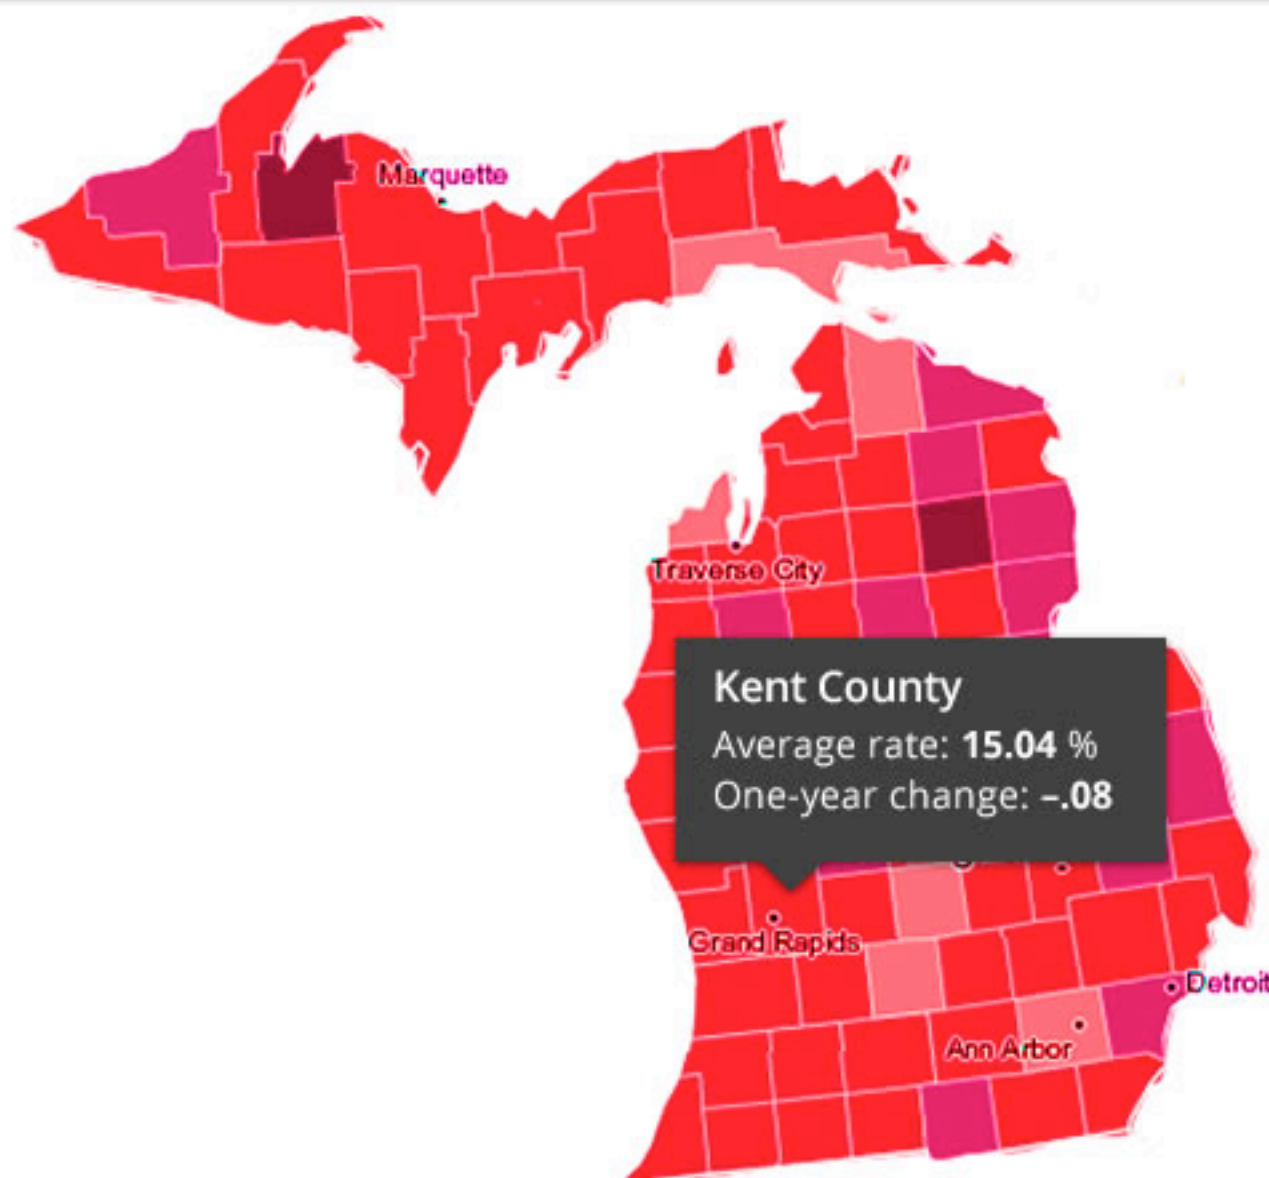 Marquette
Traverse City
Kent County
Average rate: 15.04 %
One-year change: –.08
Grand Rapids
Detroit
Ann Arbor